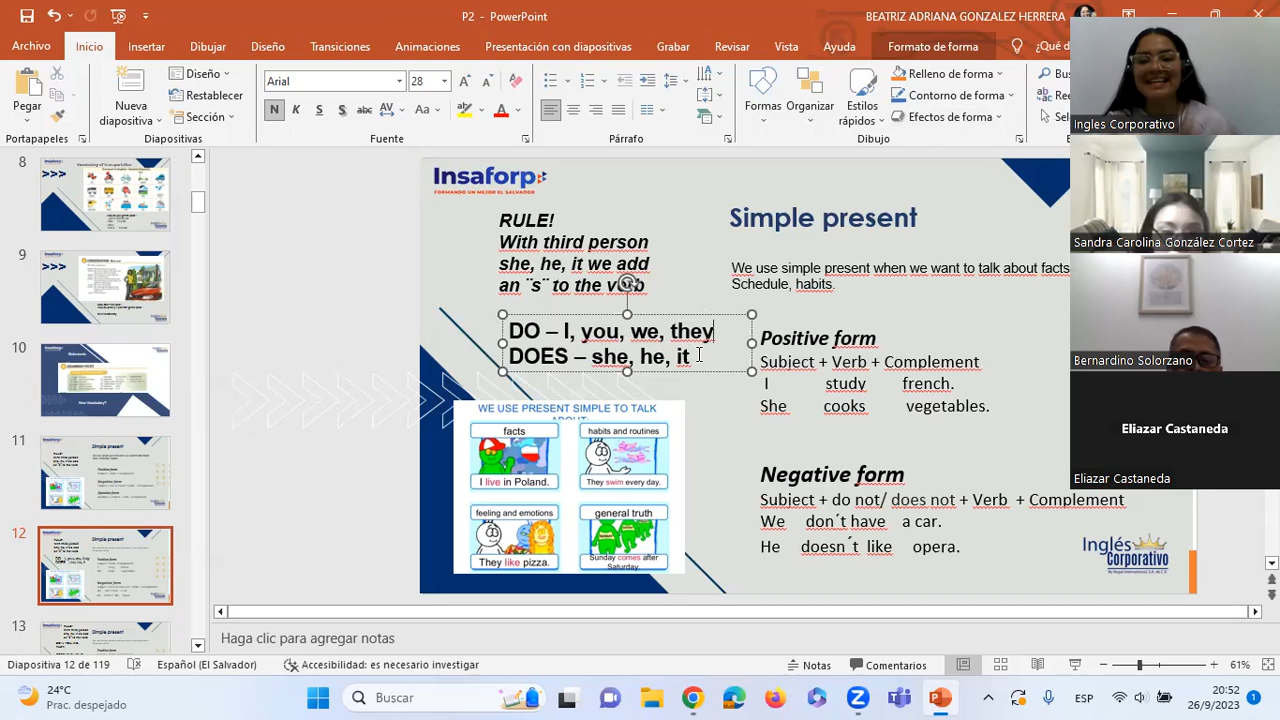 P2 - PowerPoint
BEATRIZ ADRIANA GONZALEZ HERRERA
Archivo
Inicio
Insertar
Dibujar
Diseño
Transiciones
Animaciones
Presentación con diapositivas
Grabar
Revisar
Vista
Ayuda
Formato de forma
¿Qué d
Pegar
Nueva
diapositiva
Diseño
Restablecer
Sección
Arial
28
N
K
S
Formas
Organizar
Estilos
rápidos
Relleno de forma
Contorno de forma
Efectos de forma
Portapapeles
Diapositivas
Fuente
Párrafo
Dibujo
Ingles Corporativo
Sandra Carolina González Cortez
Bernardino Solorzano
Eliazar Castaneda
Eliazar Castaneda
8
9
10
11
12
13
Insaforp
FORMANDO UN MEJOR EL SALVADOR
RULE!
With third person
she, he, it we add
an ¨s¨ to the verb
DO – I, you, we, they
DOES – she, he, it
WE USE PRESENT SIMPLE TO TALK
ABOUT
facts
habits and routines
I live in Poland.
They swim every day.
feeling and emotions
general truth
They like pizza.
Sunday comes after
Saturday.
Simple present
We use simple present when we want to talk about facts
Schedule, habits.
Positive form
Subject + Verb + Complement
I study french.
She cooks vegetables.
Negative form
Subject + do not/ does not + Verb + Complement
We don´t have a car.
He doesn´t like opera.
Inglés
Corporativo
Haga clic para agregar notas
Diapositiva 12 de 119
Español (El Salvador)
Accesibilidad: es necesario investigar
Notas
Comentarios
61%
24°C
Prac. despejado
Buscar
ESP
20:52
26/9/2023